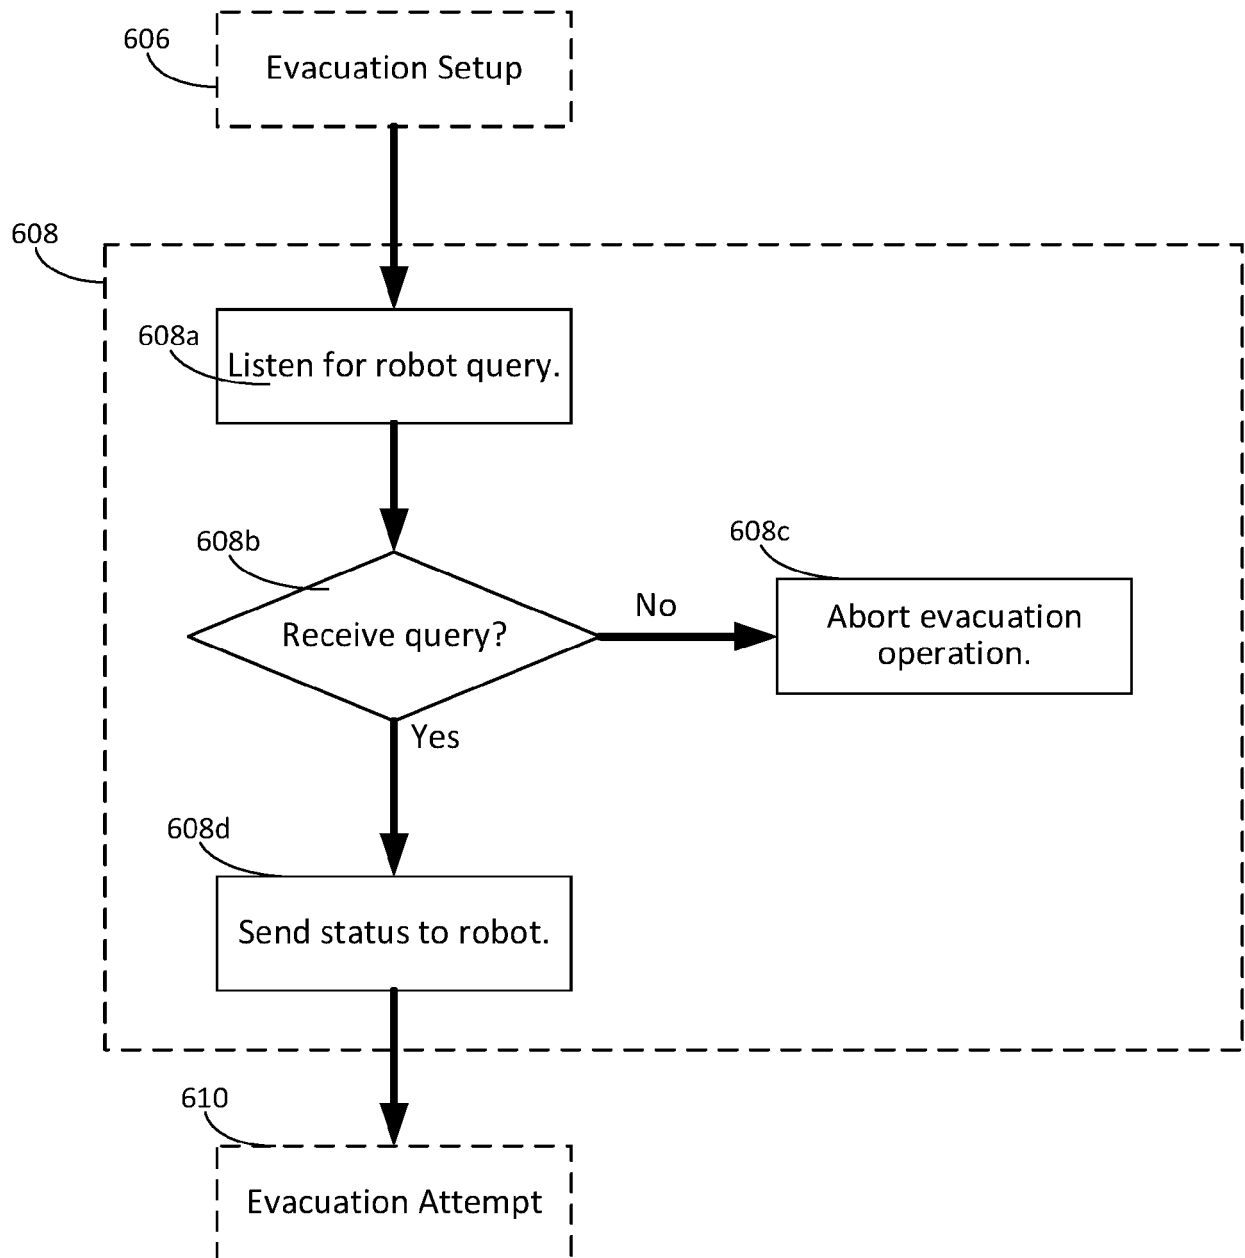 606
Evacuation Setup
608
608a
Listen for robot query.
608b
608c
Receive query?
No
Abort evacuation
operation.
Yes
608d
Send status to robot.
610
Evacuation Attempt